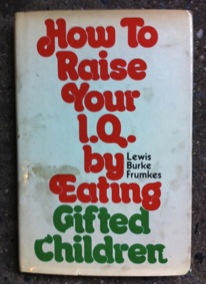 How To
Raise
Your
I.Q.
by
Lewis
Burke
Frumkes
Eating
Gifted
Children